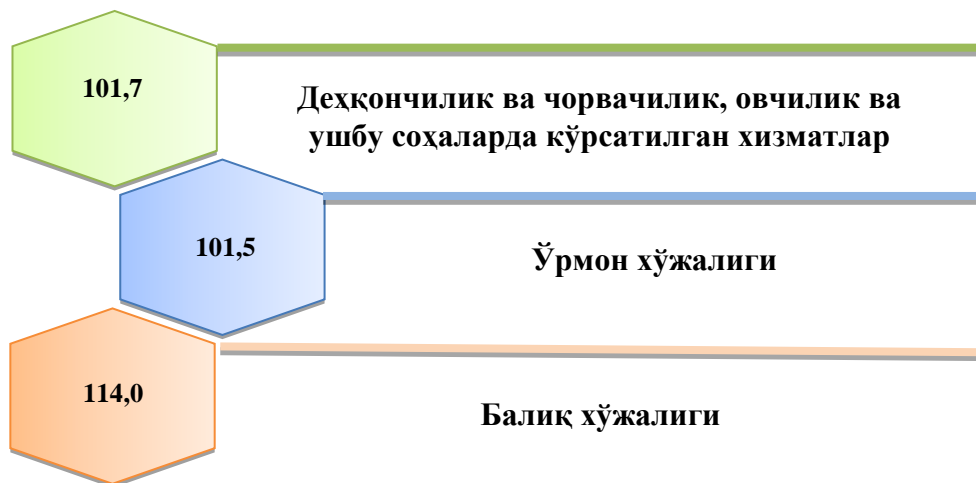 101,7
Деҳқончилик ва чорвачилик, овчилик ва
ушбу соҳаларда кўрсатилган хизматлар
101,5
Ўрмон хўжалиги
114,0
Балиқ хўжалиги